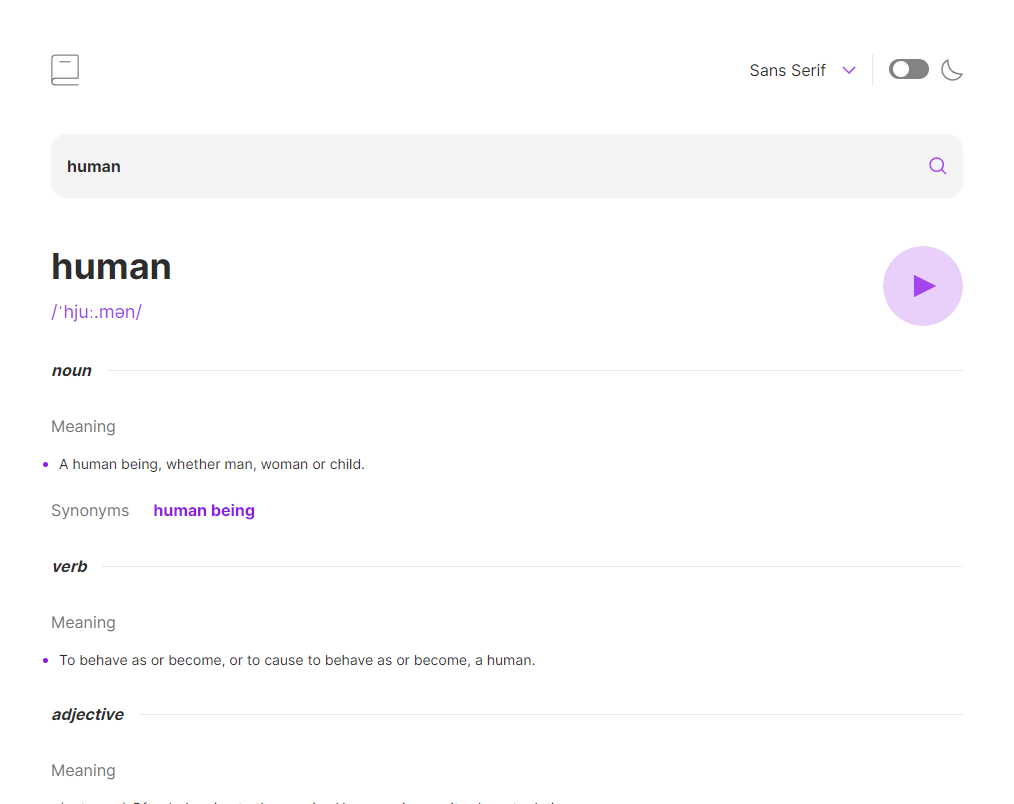 Sans Serif
human
human
/ˈhjuː.mən/
noun
Meaning
A human being, whether man, woman or child.
Synonyms human being
verb
Meaning
To behave as or become, or to cause to behave as or become, a human.
adjective
Meaning